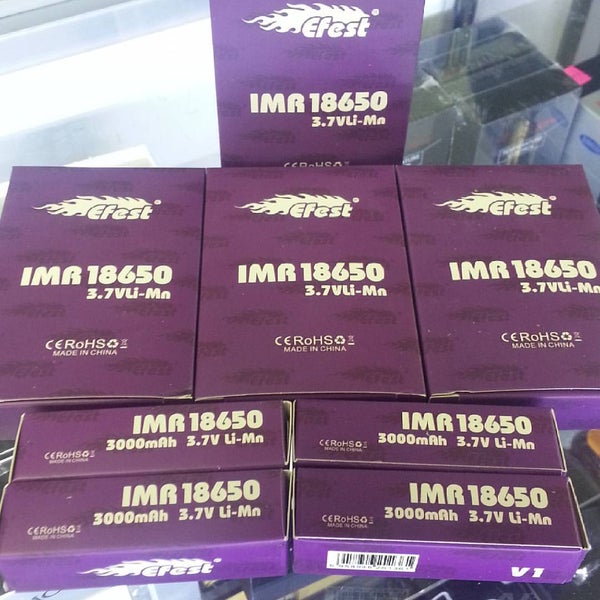 Efest
IMR 18650
3.7VLi-Mn
CE RoHS
Efest
IMR 18650
3.7VLi-Mn
CE RoHS
MADE IN CHINA
Efest
IMR 18650
3.7VLi-Mn
CE RoHS
MADE IN CHINA
Efest
IMR 18650
3.7VLi-Mn
CE RoHS
MADE IN CHINA
IMR 18650
3000mAh 3.7V Li-Mn
CE RoHS
MADE IN CHINA
IMR 18650
3000mAh 3.7V Li-Mn
CE RoHS
MADE IN CHINA
IMR 18650
3000mAh 3.7V Li-Mn
CE RoHS
MADE IN CHINA
Efest
IMR 18650
3000mAh 3.7V Li-Mn
CE RoHS
MADE IN CHINA
V1